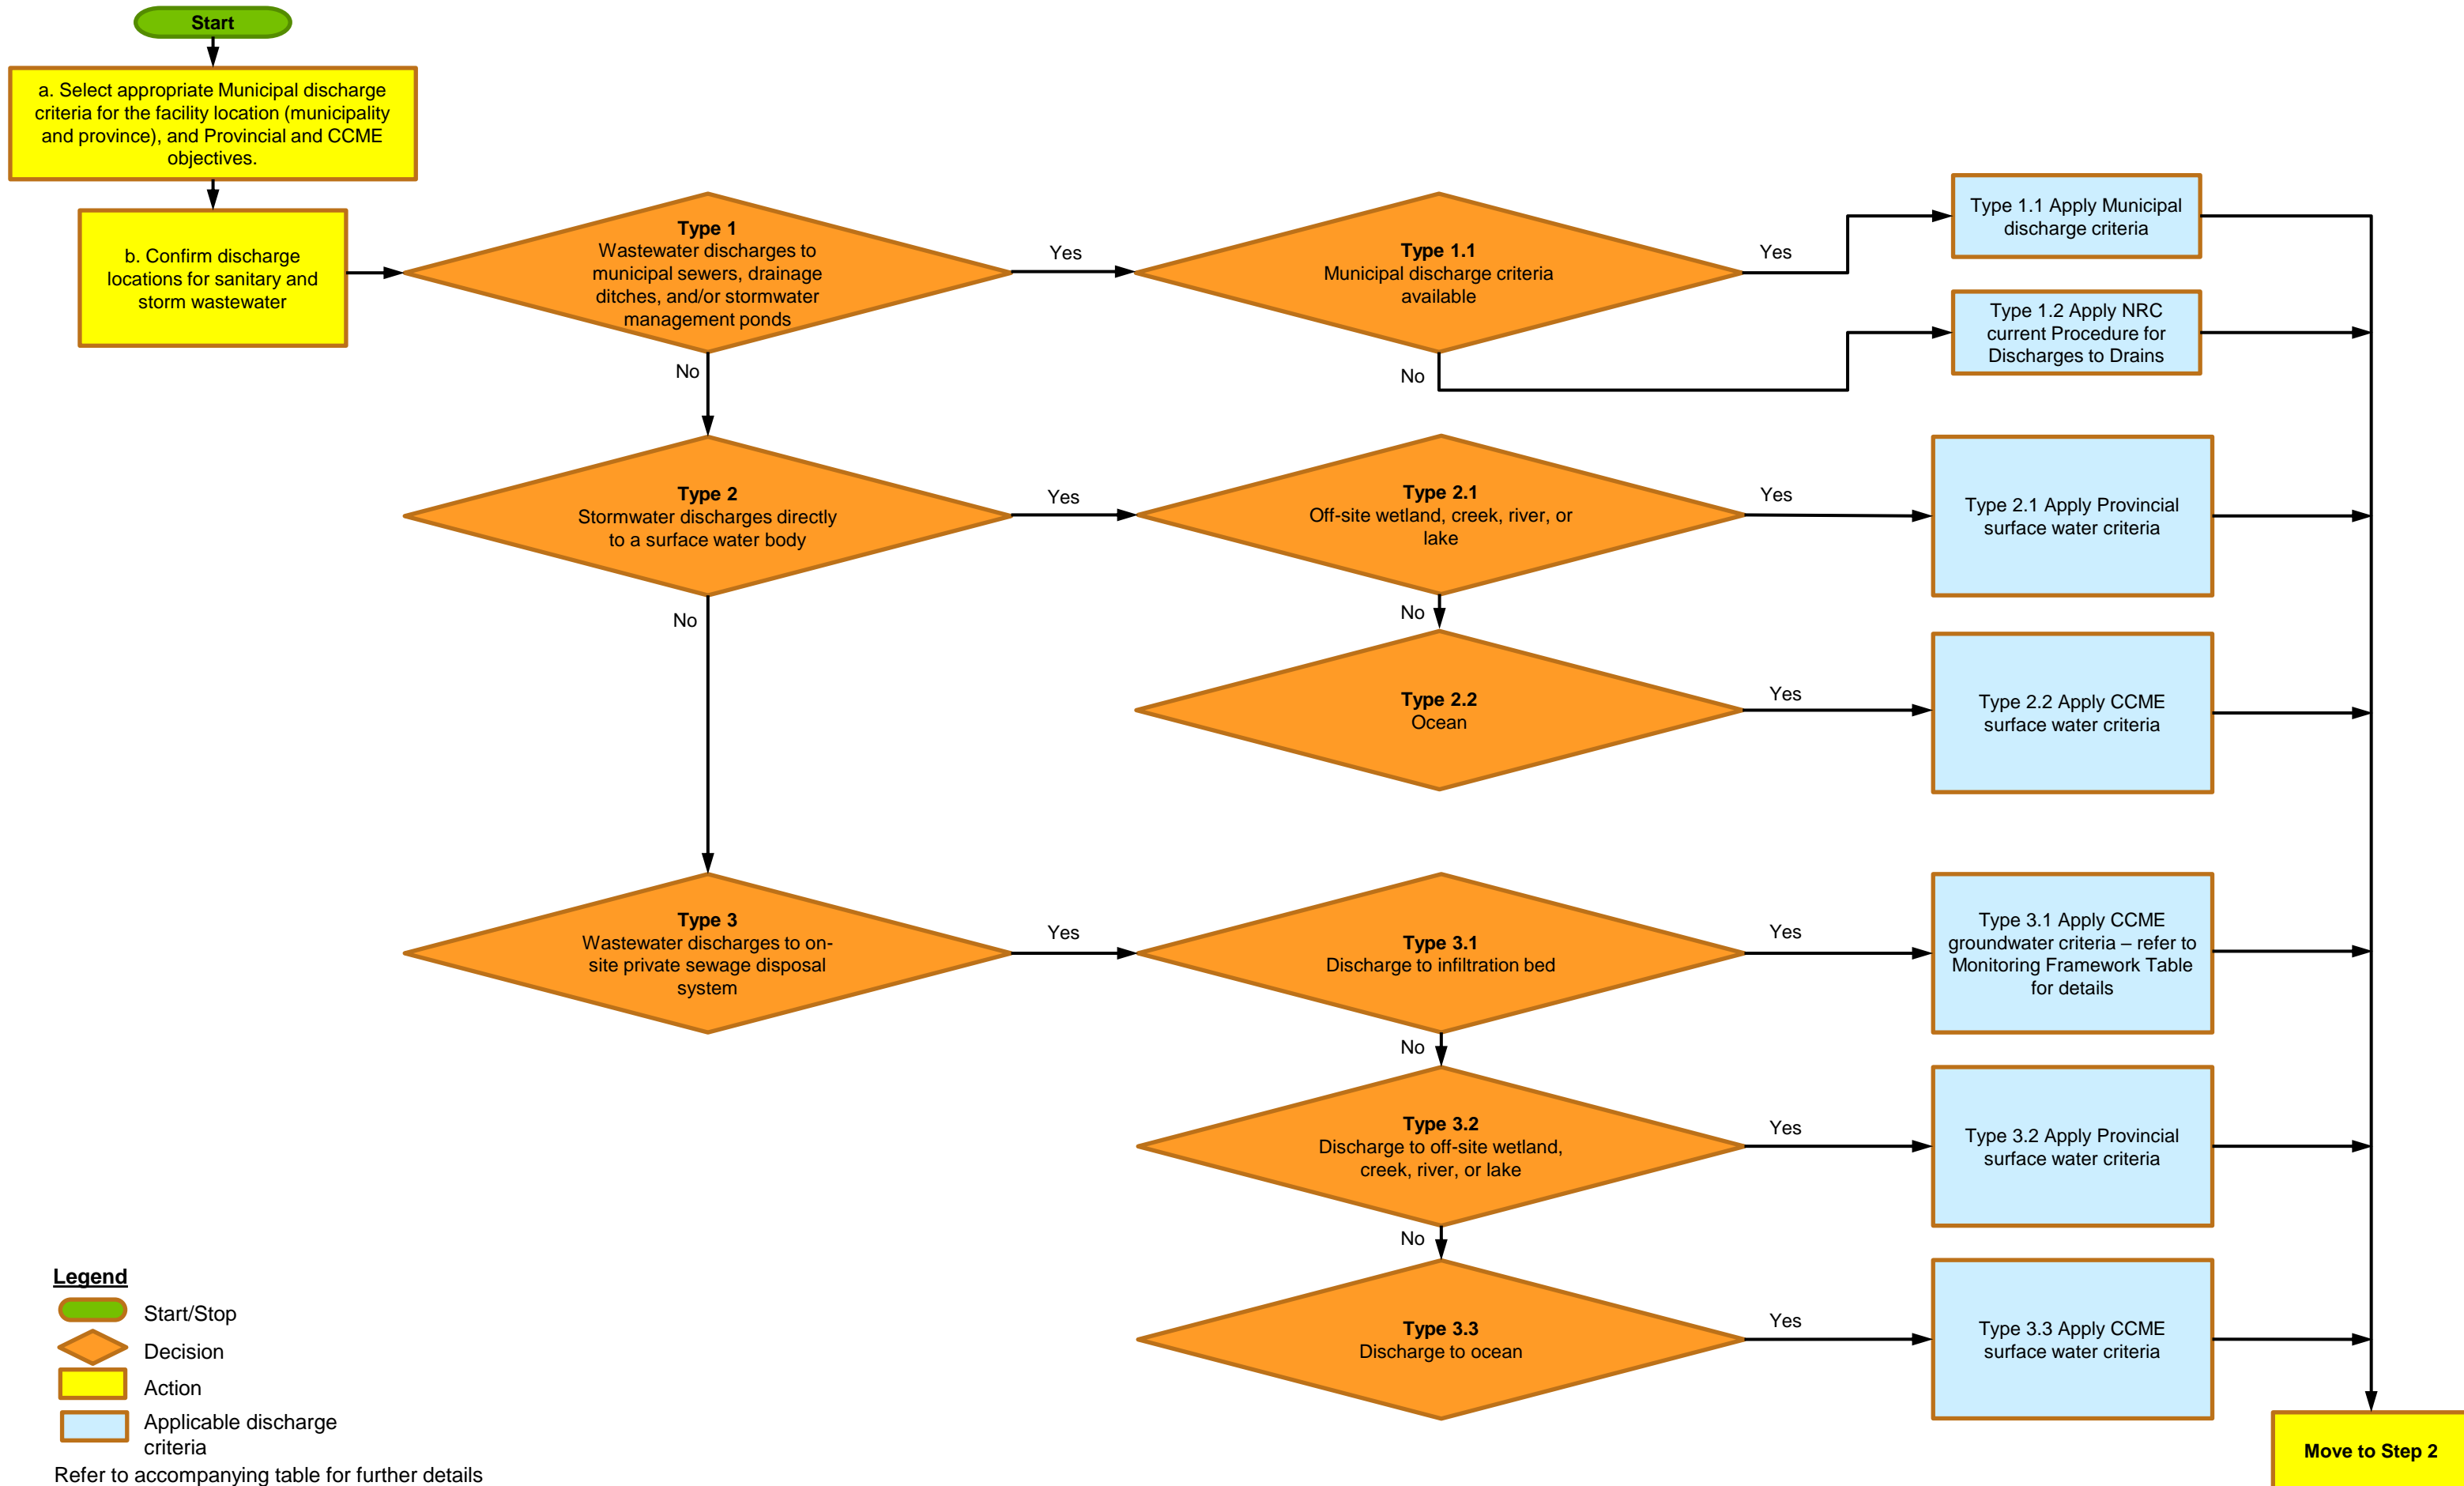 Start
a. Select appropriate Municipal discharge
criteria for the facility location (municipality
and province), and Provincial and CCME
objectives.
b. Confirm discharge
locations for sanitary and
storm wastewater
Type 1
Wastewater discharges to
municipal sewers, drainage
ditches, and/or stormwater
management ponds
Yes
No
Type 1.1
Municipal discharge criteria
available
Yes
No
Type 1.1 Apply Municipal
discharge criteria
Type 1.2 Apply NRC
current Procedure for
Discharges to Drains
Type 2
Stormwater discharges directly
to a surface water body
Yes
No
Type 2.1
Off-site wetland, creek, river, or
lake
Yes
No
Type 2.1 Apply Provincial
surface water criteria
Type 2.2
Ocean
Yes
Type 2.2 Apply CCME
surface water criteria
Type 3
Wastewater discharges to on-
site private sewage disposal
system
Yes
Type 3.1
Discharge to infiltration bed
Yes
No
Type 3.1 Apply CCME
groundwater criteria – refer to
Monitoring Framework Table
for details
Type 3.2
Discharge to off-site wetland,
creek, river, or lake
Yes
No
Type 3.2 Apply Provincial
surface water criteria
Type 3.3
Discharge to ocean
Yes
Type 3.3 Apply CCME
surface water criteria
Move to Step 2
Legend
Start/Stop
Decision
Action
Applicable discharge
criteria
Refer to accompanying table for further details